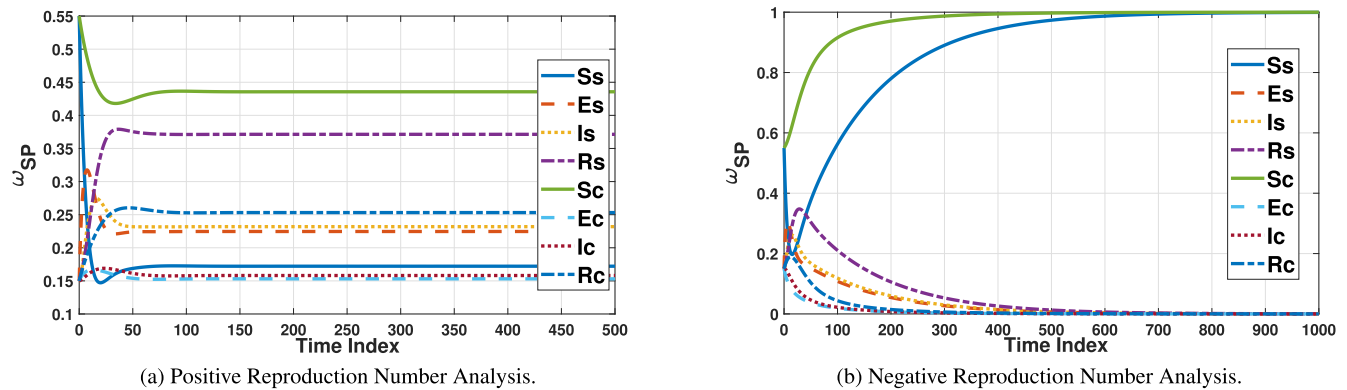 0.55
0.5
0.45
0.4
0.35
0.3
0.25
0.2
0.15
0.1
ωSP
0 50 100 150 200 250 300 350 400 450 500
Time Index
Ss
Es
Is
Rs
Sc
Ec
Ic
Rc
(a) Positive Reproduction Number Analysis.
1
0.8
0.6
0.4
0.2
0
ωSP
0 100 200 300 400 500 600 700 800 900 1000
Time Index
Ss
Es
Is
Rs
Sc
Ec
Ic
Rc
(b) Negative Reproduction Number Analysis.